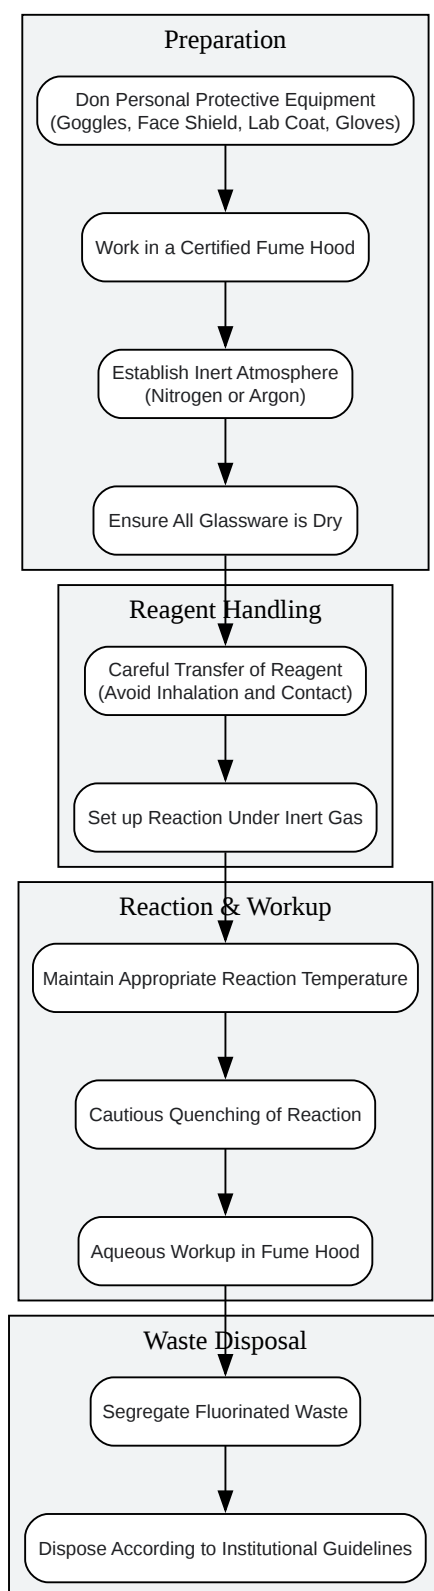 Preparation
Don Personal Protective Equipment
(Goggles, Face Shield, Lab Coat, Gloves)
Work in a Certified Fume Hood
Establish Inert Atmosphere
(Nitrogen or Argon)
Ensure All Glassware is Dry
Reagent Handling
Careful Transfer of Reagent
(Avoid Inhalation and Contact)
Set up Reaction Under Inert Gas
Reaction & Workup
Maintain Appropriate Reaction Temperature
Cautious Quenching of Reaction
Aqueous Workup in Fume Hood
Waste Disposal
Segregate Fluorinated Waste
Dispose According to Institutional Guidelines